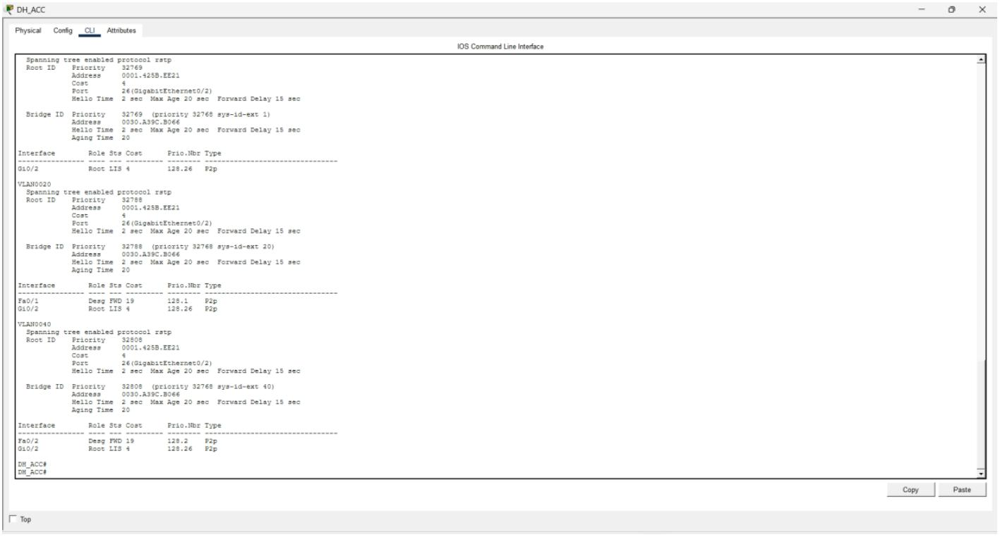 DH_ACC
Physical Config CLI Attributes
IOS Command Line Interface
Spanning tree enabled protocol rstp
Root ID Priority 32769
Address 0001.425B.EE21
Cost 4
Port 26(GigabitEthernet0/2)
Hello Time 2 sec Max Age 20 sec Forward Delay 15 sec
Bridge ID Priority 32769 (priority 32768 sys-id-ext 1)
Address 0030.A39C.B066
Hello Time 2 sec Max Age 20 sec Forward Delay 15 sec
Aging Time 20
Interface Role Sts Cost Prio.Nbr Type
---------------- ---- --- --------- -------- --------------------------------
Gi0/2 Root LIS 4 128.26 P2p
VLAN0020
Spanning tree enabled protocol rstp
Root ID Priority 32788
Address 0001.425B.EE21
Cost 4
Port 26(GigabitEthernet0/2)
Hello Time 2 sec Max Age 20 sec Forward Delay 15 sec
Bridge ID Priority 32788 (priority 32768 sys-id-ext 20)
Address 0030.A39C.B066
Hello Time 2 sec Max Age 20 sec Forward Delay 15 sec
Aging Time 20
Interface Role Sts Cost Prio.Nbr Type
---------------- ---- --- --------- -------- --------------------------------
Fa0/1 Desg FWD 19 128.1 P2p
Gi0/2 Root LIS 4 128.26 P2p
VLAN0040
Spanning tree enabled protocol rstp
Root ID Priority 32808
Address 0001.425B.EE21
Cost 4
Port 26(GigabitEthernet0/2)
Hello Time 2 sec Max Age 20 sec Forward Delay 15 sec
Bridge ID Priority 32808 (priority 32768 sys-id-ext 40)
Address 0030.A39C.B066
Hello Time 2 sec Max Age 20 sec Forward Delay 15 sec
Aging Time 20
Interface Role Sts Cost Prio.Nbr Type
---------------- ---- --- --------- -------- --------------------------------
Fa0/2 Desg FWD 19 128.2 P2p
Gi0/2 Root LIS 4 128.26 P2p
DH_ACC#
DH_ACC#
Copy Paste
Top